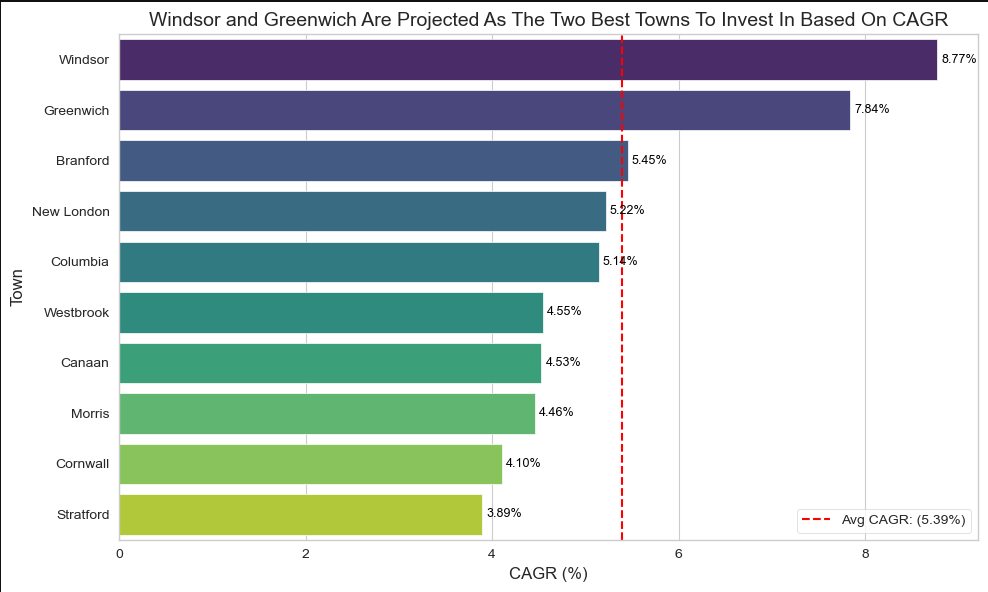 Windsor and Greenwich Are Projected As The Two Best Towns To Invest In Based On CAGR
Windsor 8.77%
Greenwich 7.84%
Branford 5.45%
New London 5.22%
Columbia 5.14%
Westbrook 4.55%
Canaan 4.53%
Morris 4.46%
Cornwall 4.10%
Stratford 3.89%
Town
Avg CAGR: (5.39%)
0 2 4 6 8
CAGR (%)